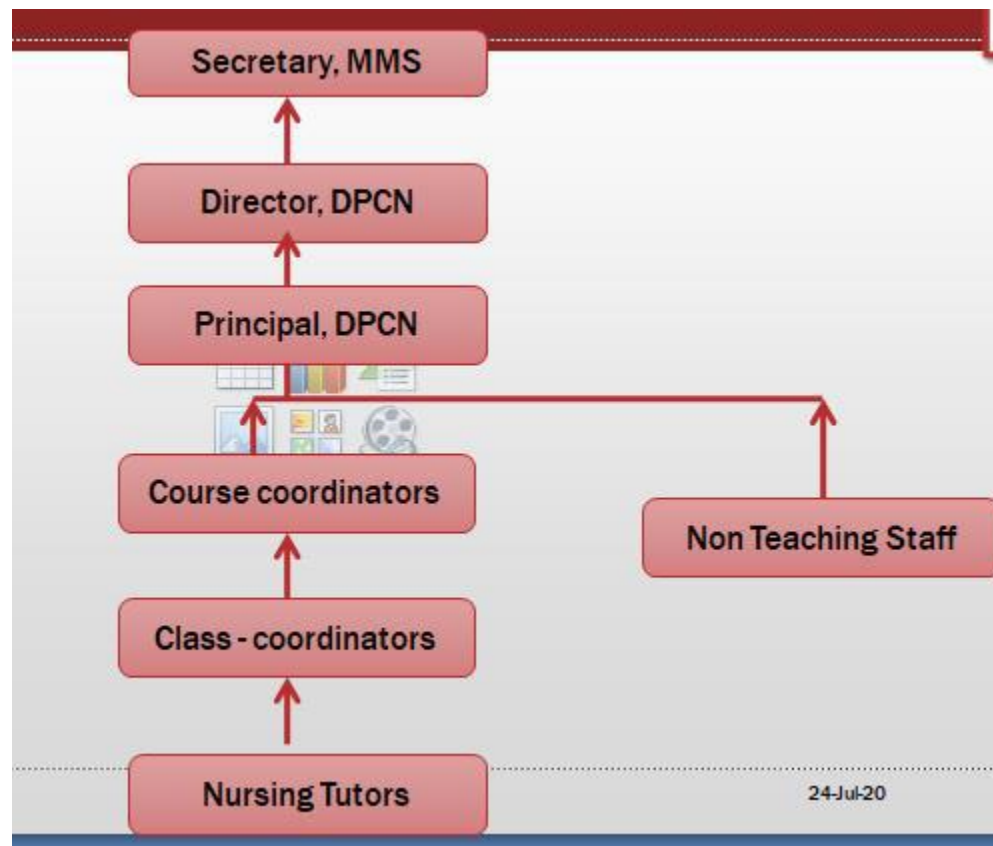 Secretary, MMS
Director, DPCN
Principal, DPCN
Course coordinators
Non Teaching Staff
Class - coordinators
Nursing Tutors
24-Jul-20